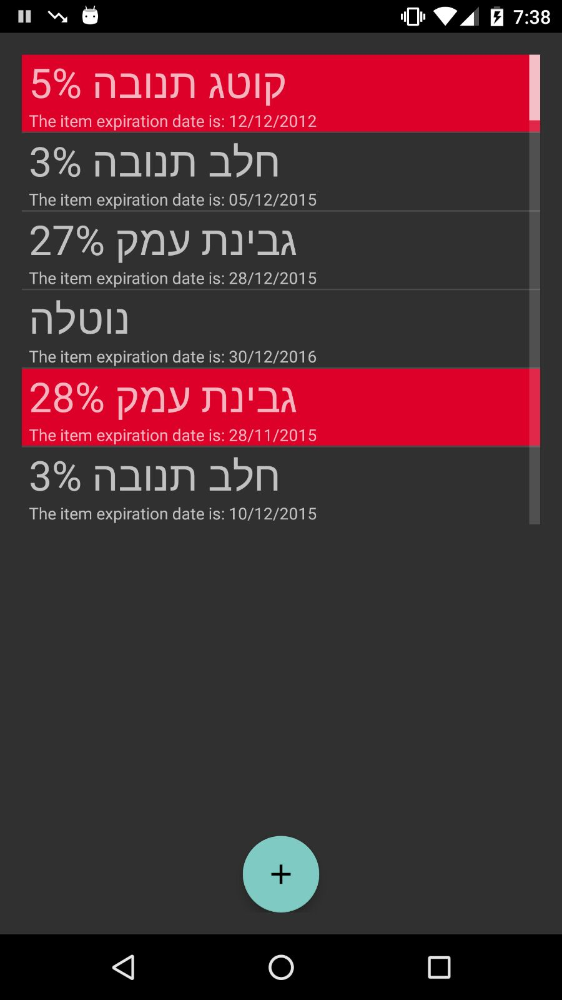 7:38
קוטג תנובה 5%
The item expiration date is: 12/12/2012
חלב תנובה 3%
The item expiration date is: 05/12/2015
גבינת עמק 27%
The item expiration date is: 28/12/2015
נוטלה
The item expiration date is: 30/12/2016
גבינת עמק 28%
The item expiration date is: 28/11/2015
חלב תנובה 3%
The item expiration date is: 10/12/2015
+